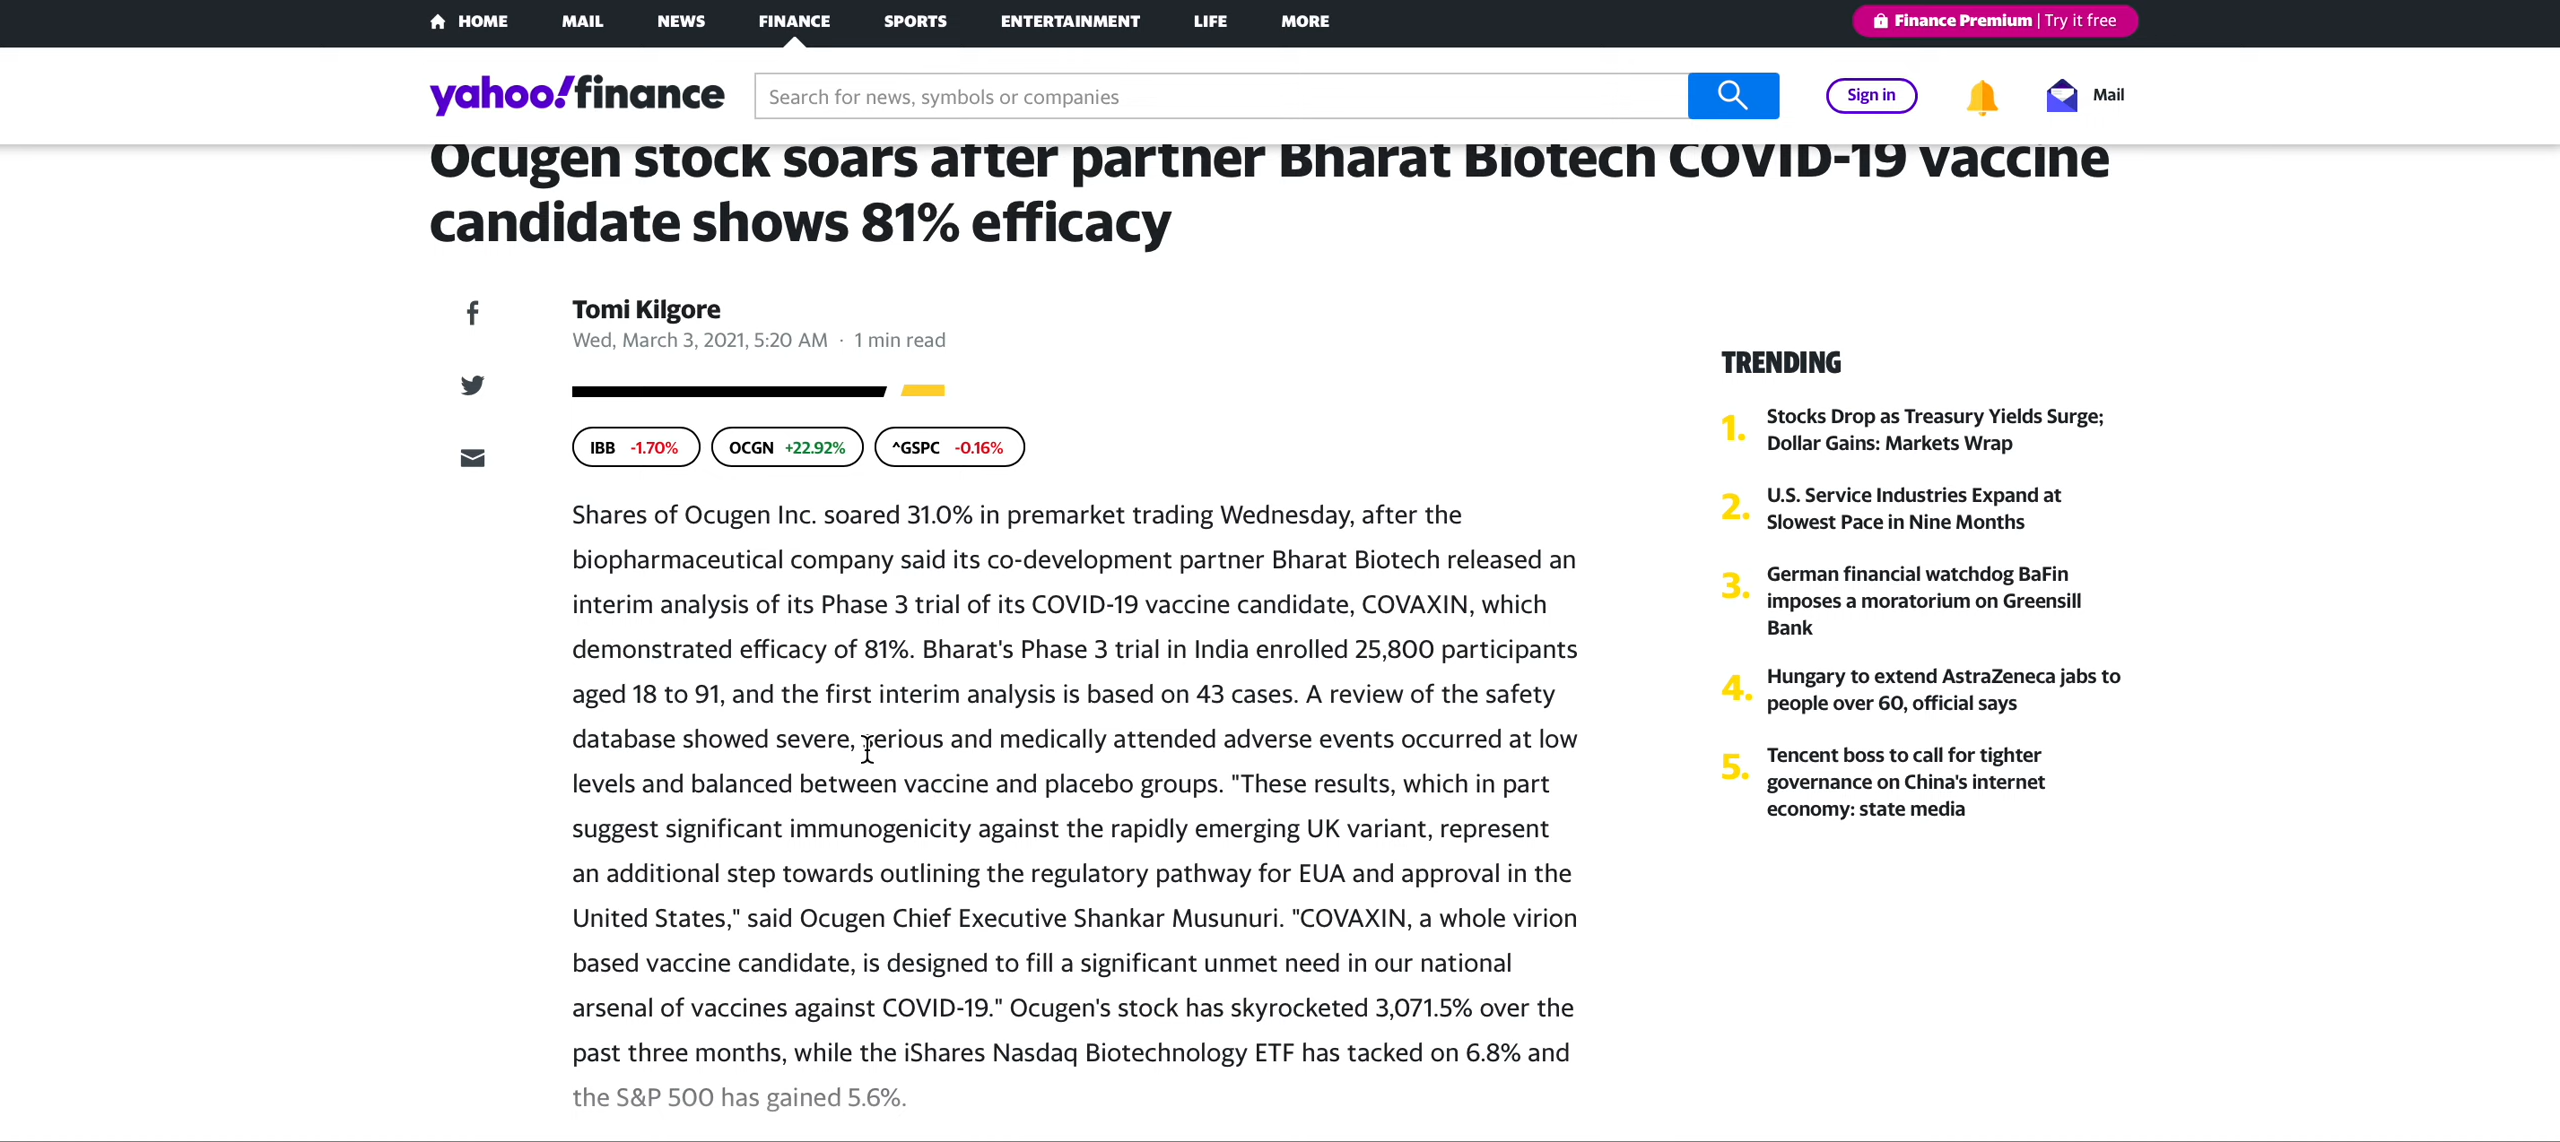 HOME MAIL NEWS FINANCE SPORTS ENTERTAINMENT LIFE MORE Finance Premium | Try it free
yahoo!finance Search for news, symbols or companies Sign in Mail
Ocugen stock soars after partner Bharat Biotech COVID-19 vaccine
candidate shows 81% efficacy
Tomi Kilgore
Wed, March 3, 2021, 5:20 AM · 1 min read
IBB -1.70% OCGN +22.92% ^GSPC -0.16%
Shares of Ocugen Inc. soared 31.0% in premarket trading Wednesday, after the
biopharmaceutical company said its co-development partner Bharat Biotech released an
interim analysis of its Phase 3 trial of its COVID-19 vaccine candidate, COVAXIN, which
demonstrated efficacy of 81%. Bharat's Phase 3 trial in India enrolled 25,800 participants
aged 18 to 91, and the first interim analysis is based on 43 cases. A review of the safety
database showed severe, serious and medically attended adverse events occurred at low
levels and balanced between vaccine and placebo groups. "These results, which in part
suggest significant immunogenicity against the rapidly emerging UK variant, represent
an additional step towards outlining the regulatory pathway for EUA and approval in the
United States," said Ocugen Chief Executive Shankar Musunuri. "COVAXIN, a whole virion
based vaccine candidate, is designed to fill a significant unmet need in our national
arsenal of vaccines against COVID-19." Ocugen's stock has skyrocketed 3,071.5% over the
past three months, while the iShares Nasdaq Biotechnology ETF has tacked on 6.8% and
the S&P 500 has gained 5.6%.
TRENDING
1. Stocks Drop as Treasury Yields Surge;
Dollar Gains: Markets Wrap
2. U.S. Service Industries Expand at
Slowest Pace in Nine Months
3. German financial watchdog BaFin
imposes a moratorium on Greensill
Bank
4. Hungary to extend AstraZeneca jabs to
people over 60, official says
5. Tencent boss to call for tighter
governance on China's internet
economy: state media